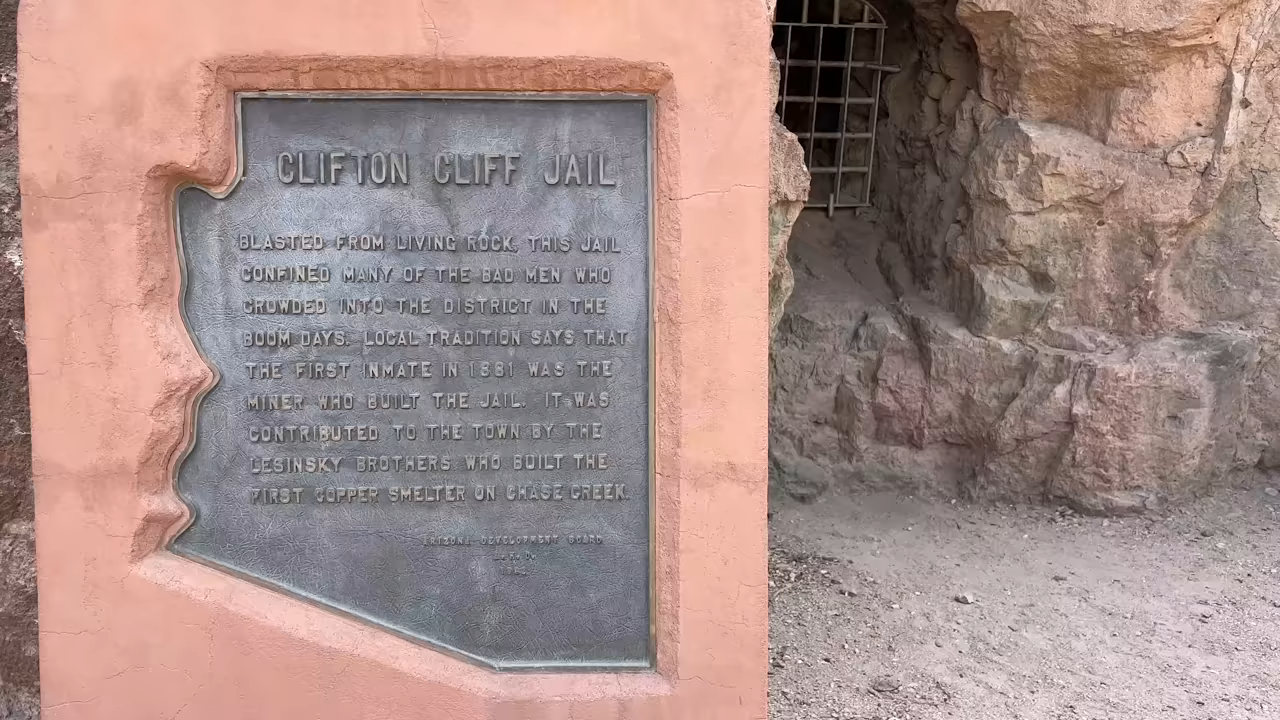 CLIFTON CLIFF JAIL
BLASTED FROM LIVING ROCK, THIS JAIL
CONFINED MANY OF THE BAD MEN WHO
CROWDED INTO THE DISTRICT IN THE
BOOM DAYS. LOCAL TRADITION SAYS THAT
THE FIRST INMATE IN 1881 WAS THE
MINER WHO BUILT THE JAIL. IT WAS
CONTRIBUTED TO THE TOWN BY THE
LESINSKY BROTHERS WHO BUILT THE
FIRST COPPER SMELTER ON CHASE CREEK.
ARIZONA DEVELOPMENT BOARD